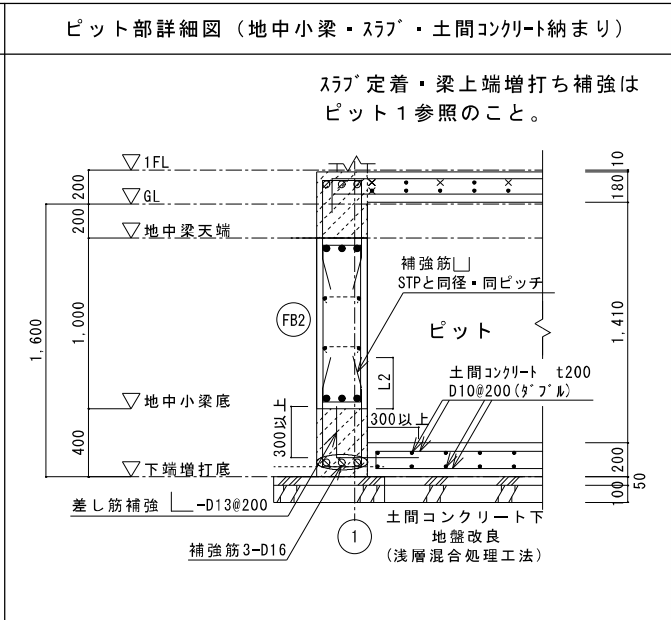 ピット部詳細図（地中小梁・ｽﾗﾌﾞ・土間ｺﾝｸﾘｰﾄ納まり）
ｽﾗﾌﾞ定着・梁上端増打ち補強は
ピット１参照のこと。
1FL
GL
地中梁天端
地中小梁底
下端増打底
200
200
1,000
400
1,600
FB2
補強筋
STPと同径・同ピッチ
ピット
L2
土間コンクリート t200
D10@200(ﾀﾞﾌﾞﾙ)
300以上
300以上
10
180
1,410
200
50
100
差し筋補強 -D13@200
補強筋3-D16
1
土間コンクリート下
地盤改良
(浅層混合処理工法)